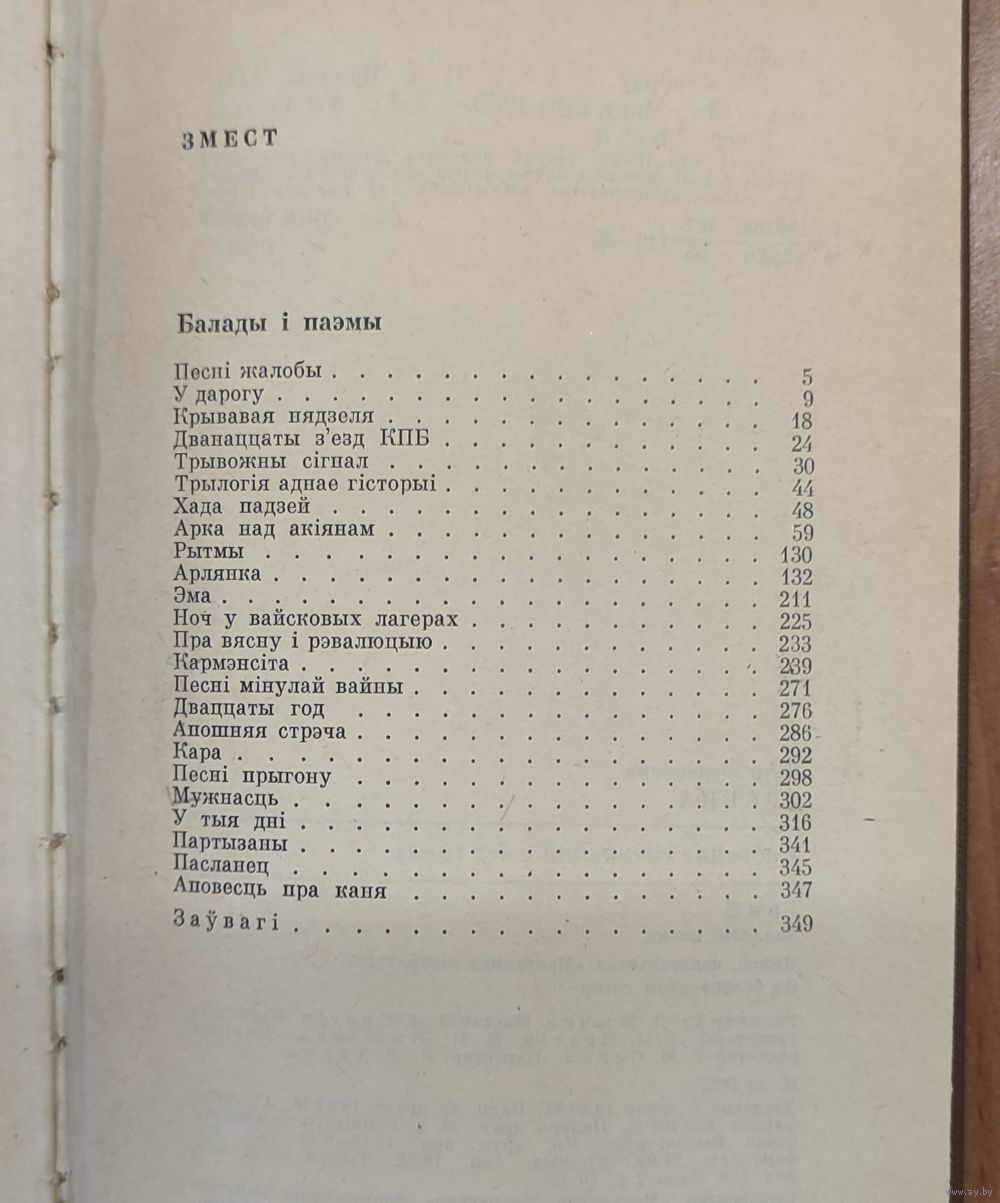 ЗМЕСТ
Балады і паэмы
Песні жалобы . . . . . . . . . . . . . . . . 5
У дарогу . . . . . . . . . . . . . . . . . . 9
Крывавая нядзеля . . . . . . . . . . . . . . 18
Дванаццаты з'езд КПБ . . . . . . . . . . . . 24
Трывожны сігнал . . . . . . . . . . . . . . 30
Трылогія аднае гісторыі . . . . . . . . . . . . 44
Хада падзей . . . . . . . . . . . . . . . . 48
Арка над акіянам . . . . . . . . . . . . . . 59
Рытмы . . . . . . . . . . . . . . . . . . 130
Арлянка . . . . . . . . . . . . . . . . . . 132
Эма . . . . . . . . . . . . . . . . . . . . 211
Ноч у вайсковых лагерах . . . . . . . . . . . 225
Пра вясну і рэвалюцыю . . . . . . . . . . . . 233
Кармэнсіта . . . . . . . . . . . . . . . . . 239
Песні мінулай вайны . . . . . . . . . . . . . 271
Дваццаты год . . . . . . . . . . . . . . . 276
Апошняя стрэча . . . . . . . . . . . . . . . 286
Кара . . . . . . . . . . . . . . . . . . . 292
Песні прыгону . . . . . . . . . . . . . . . 298
Мужнасць . . . . . . . . . . . . . . . . . 302
У тыя дні . . . . . . . . . . . . . . . . . 316
Партызаны . . . . . . . . . . . . . . . . . 341
Пасланец . . . . . . . . . . . . . . . . . 345
Аповесць пра каня . . . . . . . . . . . . . 347
Заўвагі . . . . . . . . . . . . . . . . . 349
www.ay.by